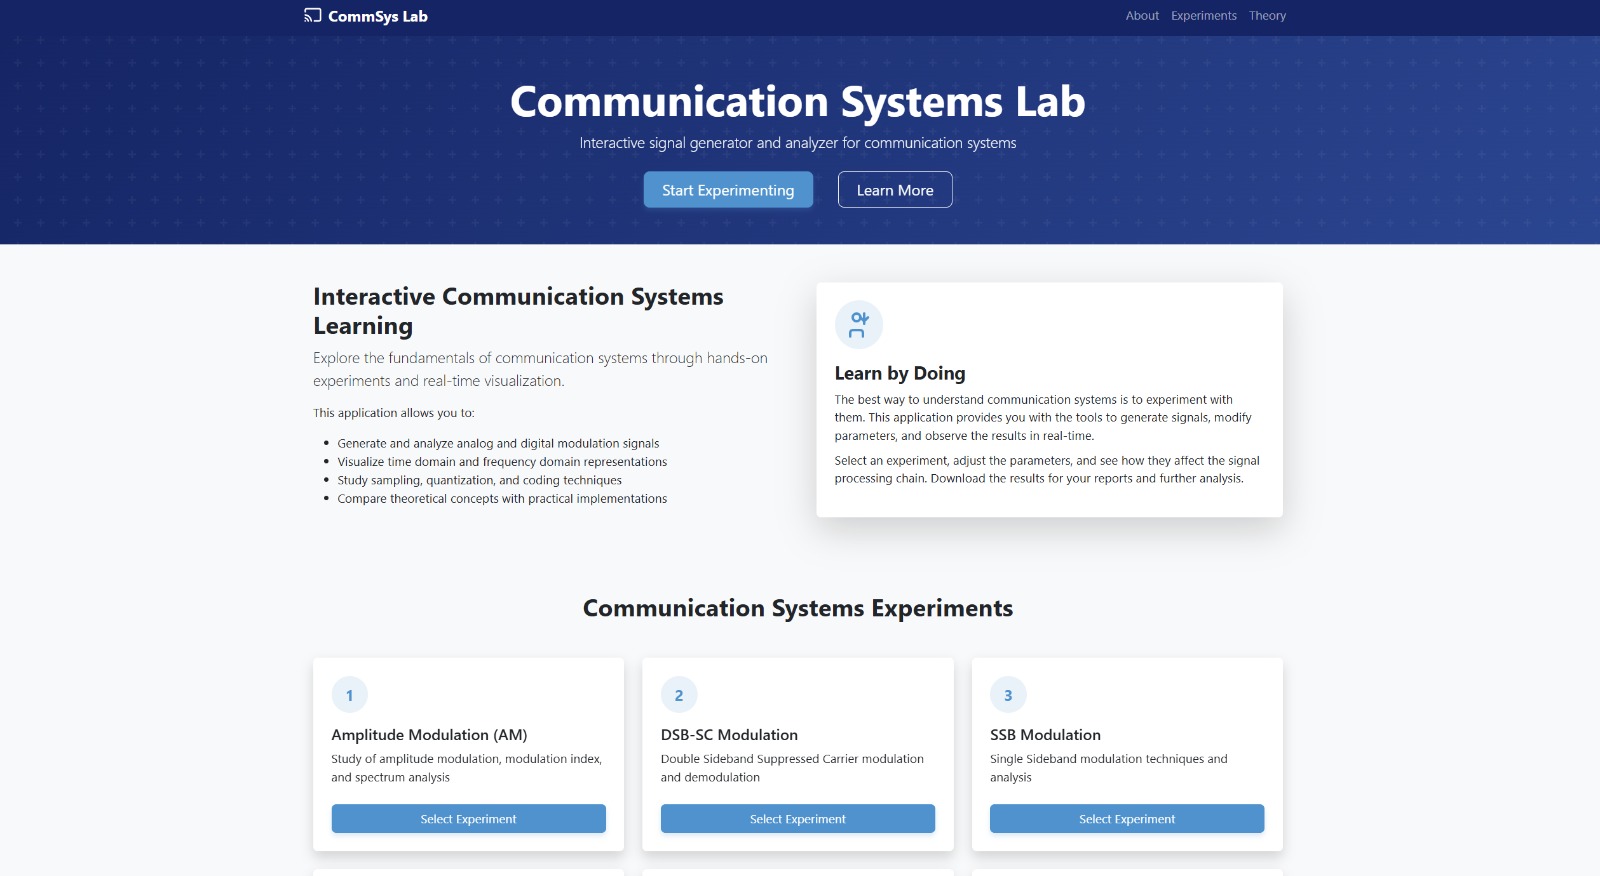 CommSys Lab
About Experiments Theory
Communication Systems Lab
Interactive signal generator and analyzer for communication systems
Start Experimenting Learn More
Interactive Communication Systems
Learning
Explore the fundamentals of communication systems through hands-on
experiments and real-time visualization.
This application allows you to:
• Generate and analyze analog and digital modulation signals
• Visualize time domain and frequency domain representations
• Study sampling, quantization, and coding techniques
• Compare theoretical concepts with practical implementations
Learn by Doing
The best way to understand communication systems is to experiment with
them. This application provides you with the tools to generate signals, modify
parameters, and observe the results in real-time.
Select an experiment, adjust the parameters, and see how they affect the signal
processing chain. Download the results for your reports and further analysis.
Communication Systems Experiments
1
Amplitude Modulation (AM)
Study of amplitude modulation, modulation index,
and spectrum analysis
Select Experiment
2
DSB-SC Modulation
Double Sideband Suppressed Carrier modulation
and demodulation
Select Experiment
3
SSB Modulation
Single Sideband modulation techniques and
analysis
Select Experiment